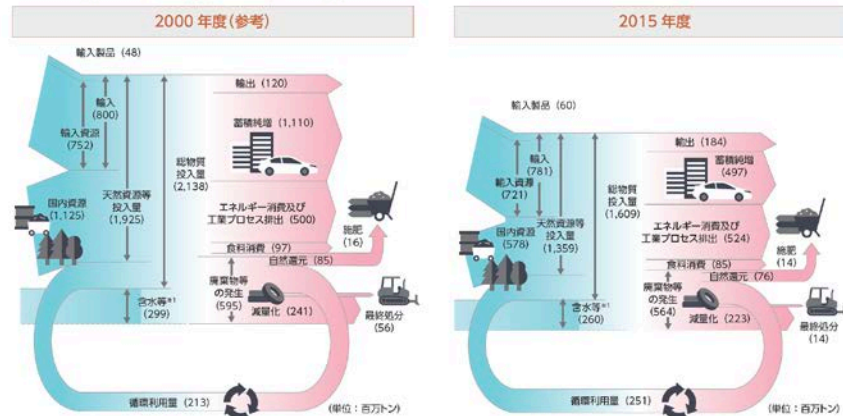 2000 年度(参考)
輸入製品 (48)
輸入
(800)
輸入資源
(752)
国内資源
(1,125)
天然資源等
投入量
(1,925)
総物質
投入量
(2,138)
輸出 (120)
蓄積純増 (1,110)
エネルギー消費及び
工業プロセス排出 (500)
食料消費 (97)
施肥
(16)
自然還元 (85)
廃棄物等
の発生
(595)
減量化 (241)
含水等※1
(299)
最終処分
(56)
循環利用量 (213)
(単位:百万トン)
2015 年度
輸入製品 (60)
輸入
(781)
輸入資源
(721)
国内資源
(578)
天然資源等
投入量
(1,359)
総物質
投入量
(1,609)
輸出 (184)
蓄積純増
(497)
エネルギー消費及び
工業プロセス排出 (524)
食料消費 (85)
施肥
(14)
自然還元 (76)
廃棄物等
の発生
(564)
減量化 (223)
含水等※1
(260)
最終処分
(14)
循環利用量 (251)
(単位:百万トン)